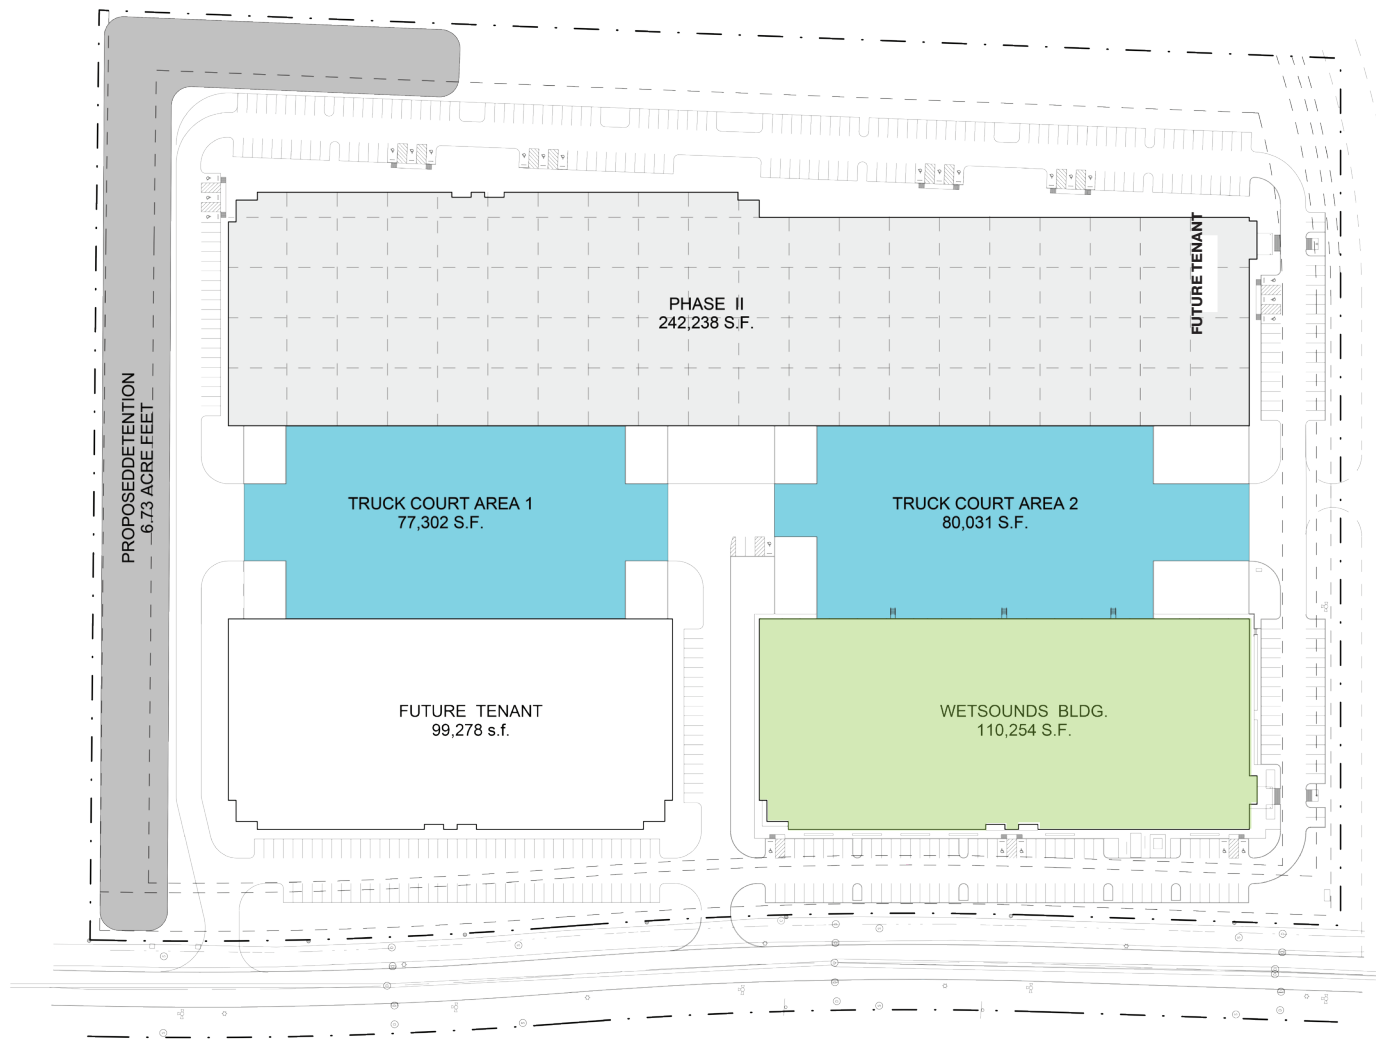 FUTURE TENANT
PHASE II
242,238 S.F.
PROPOSEDDETENTION
6.73 ACRE FEET
TRUCK COURT AREA 1
77,302 S.F.
TRUCK COURT AREA 2
80,031 S.F.
FUTURE TENANT
99,278 s.f.
WETSOUNDS BLDG.
110,254 S.F.